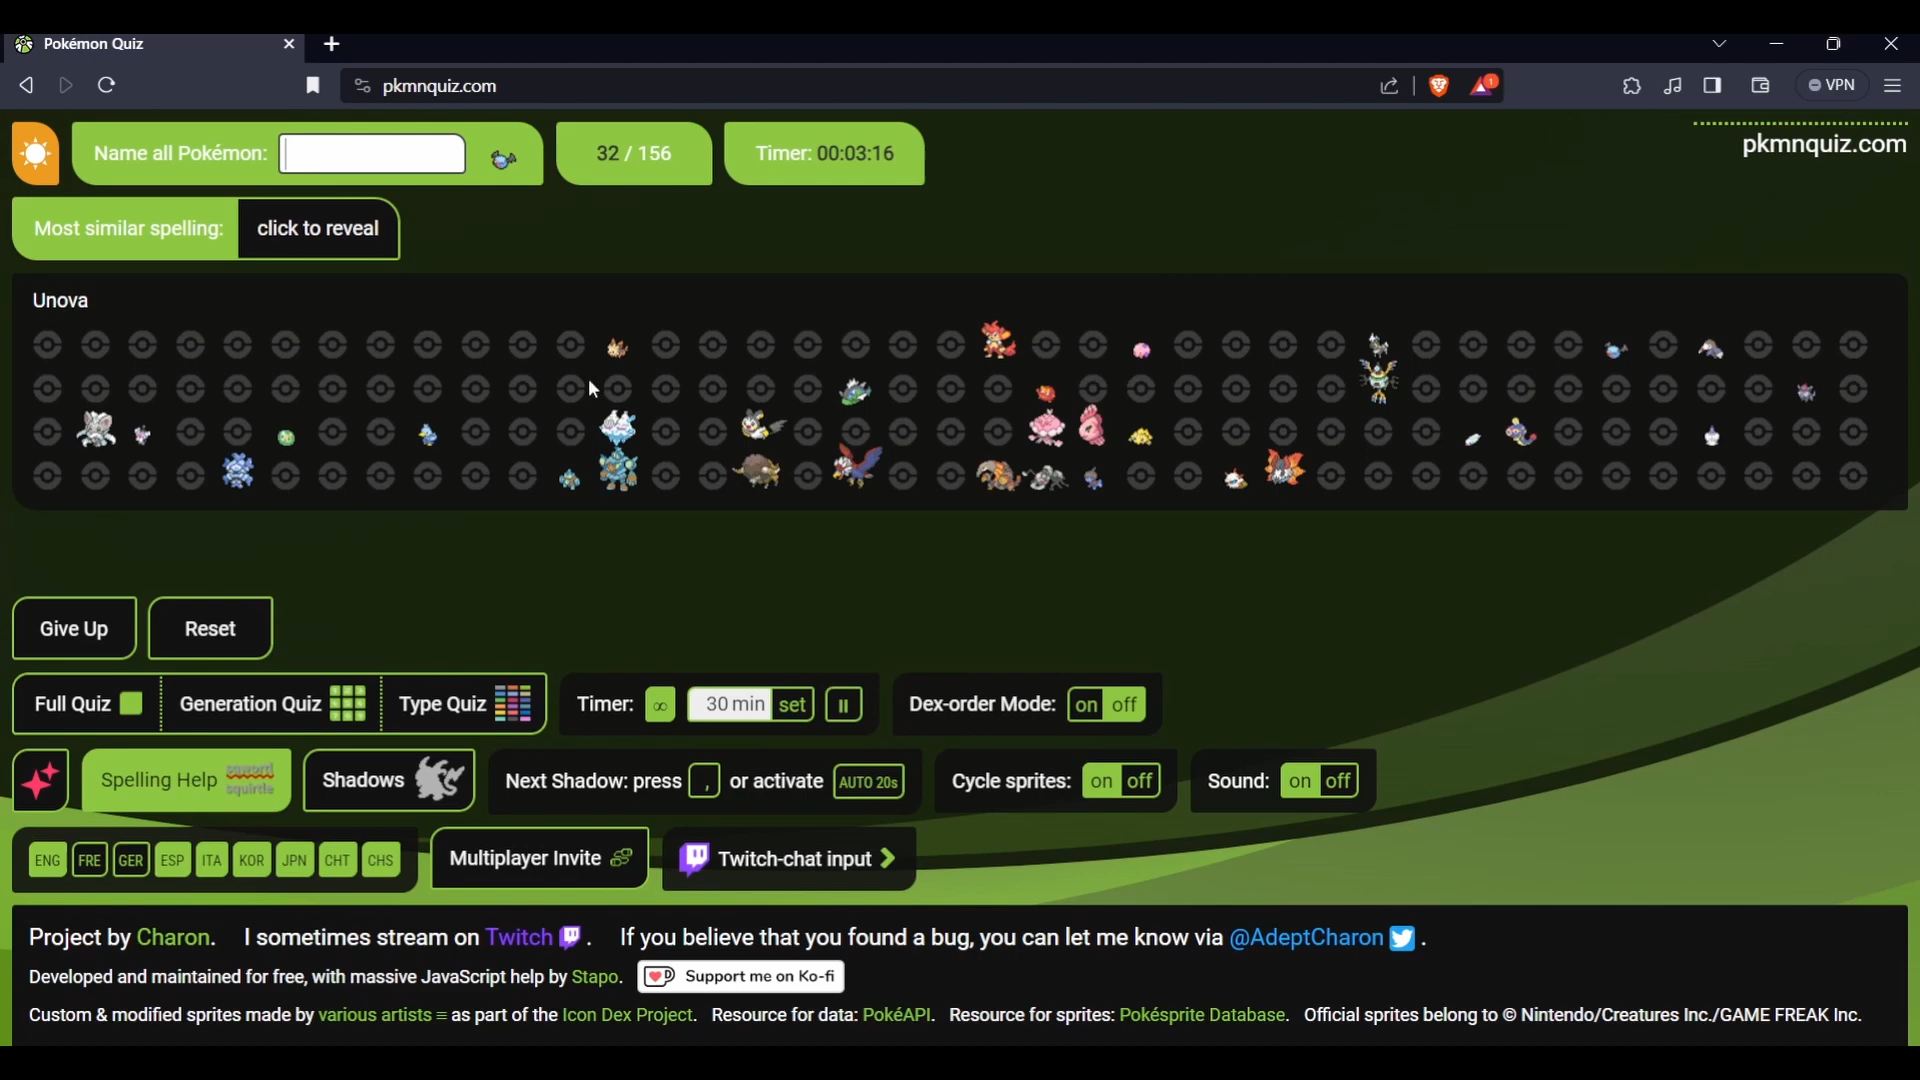 Pokémon Quiz
pkmnquiz.com
1
VPN
Name all Pokémon:
32 / 156
Timer: 00:03:16
pkmnquiz.com
Most similar spelling:
click to reveal
Unova
Give Up
Reset
Full Quiz
Generation Quiz
Type Quiz
Timer:
∞
30 min
set
Dex-order Mode:
on
off
Spelling Help
squirtle
Shadows
Next Shadow: press , or activate AUTO 20s
Cycle sprites:
on
off
Sound:
on
off
ENG
FRE
GER
ESP
ITA
KOR
JPN
CHT
CHS
Multiplayer Invite
Twitch-chat input
Project by Charon. I sometimes stream on Twitch. If you believe that you found a bug, you can let me know via @AdeptCharon.
Developed and maintained for free, with massive JavaScript help by Stapo. Support me on Ko-fi
Custom & modified sprites made by various artists ≡ as part of the Icon Dex Project. Resource for data: PokéAPI. Resource for sprites: Pokésprite Database. Official sprites belong to © Nintendo/Creatures Inc./GAME FREAK Inc.